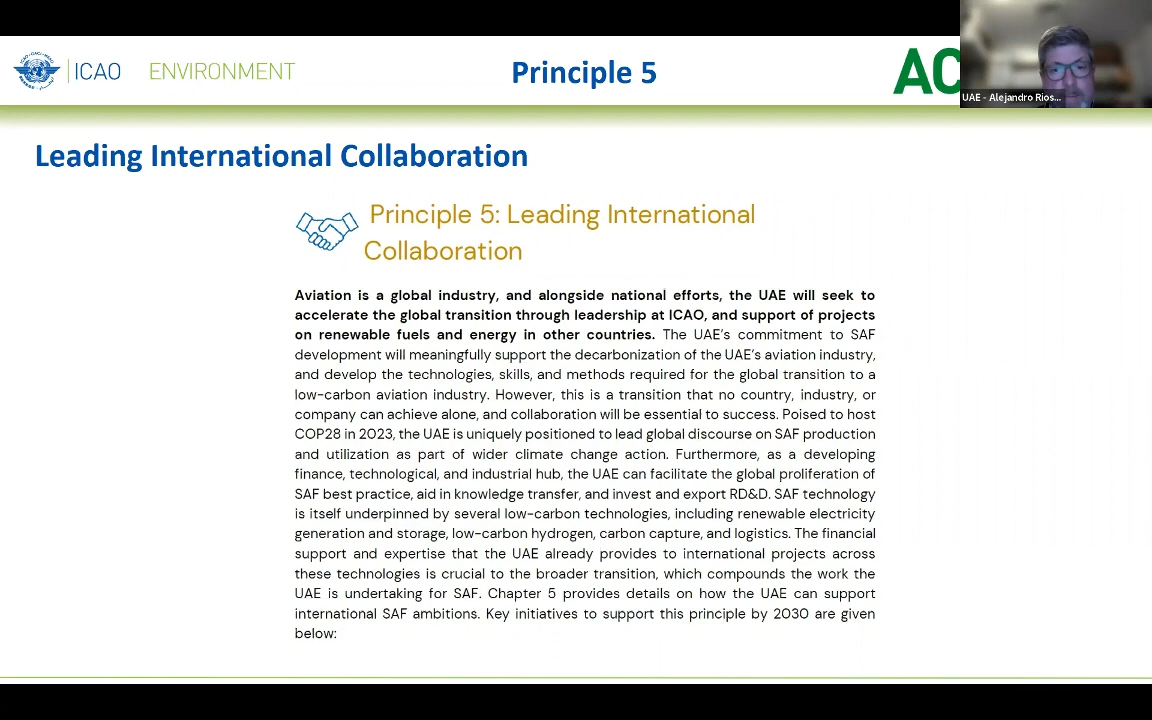 ICAO ENVIRONMENT
Principle 5
AC
UAE - Alejandro Rios...
Leading International Collaboration
Principle 5: Leading International
Collaboration
Aviation is a global industry, and alongside national efforts, the UAE will seek to
accelerate the global transition through leadership at ICAO, and support of projects
on renewable fuels and energy in other countries. The UAE's commitment to SAF
development will meaningfully support the decarbonization of the UAE's aviation industry,
and develop the technologies, skills, and methods required for the global transition to a
low-carbon aviation industry. However, this is a transition that no country, industry, or
company can achieve alone, and collaboration will be essential to success. Poised to host
COP28 in 2023, the UAE is uniquely positioned to lead global discourse on SAF production
and utilization as part of wider climate change action. Furthermore, as a developing
finance, technological, and industrial hub, the UAE can facilitate the global proliferation of
SAF best practice, aid in knowledge transfer, and invest and export RD&D. SAF technology
is itself underpinned by several low-carbon technologies, including renewable electricity
generation and storage, low-carbon hydrogen, carbon capture, and logistics. The financial
support and expertise that the UAE already provides to international projects across
these technologies is crucial to the broader transition, which compounds the work the
UAE is undertaking for SAF. Chapter 5 provides details on how the UAE can support
international SAF ambitions. Key initiatives to support this principle by 2030 are given
below: